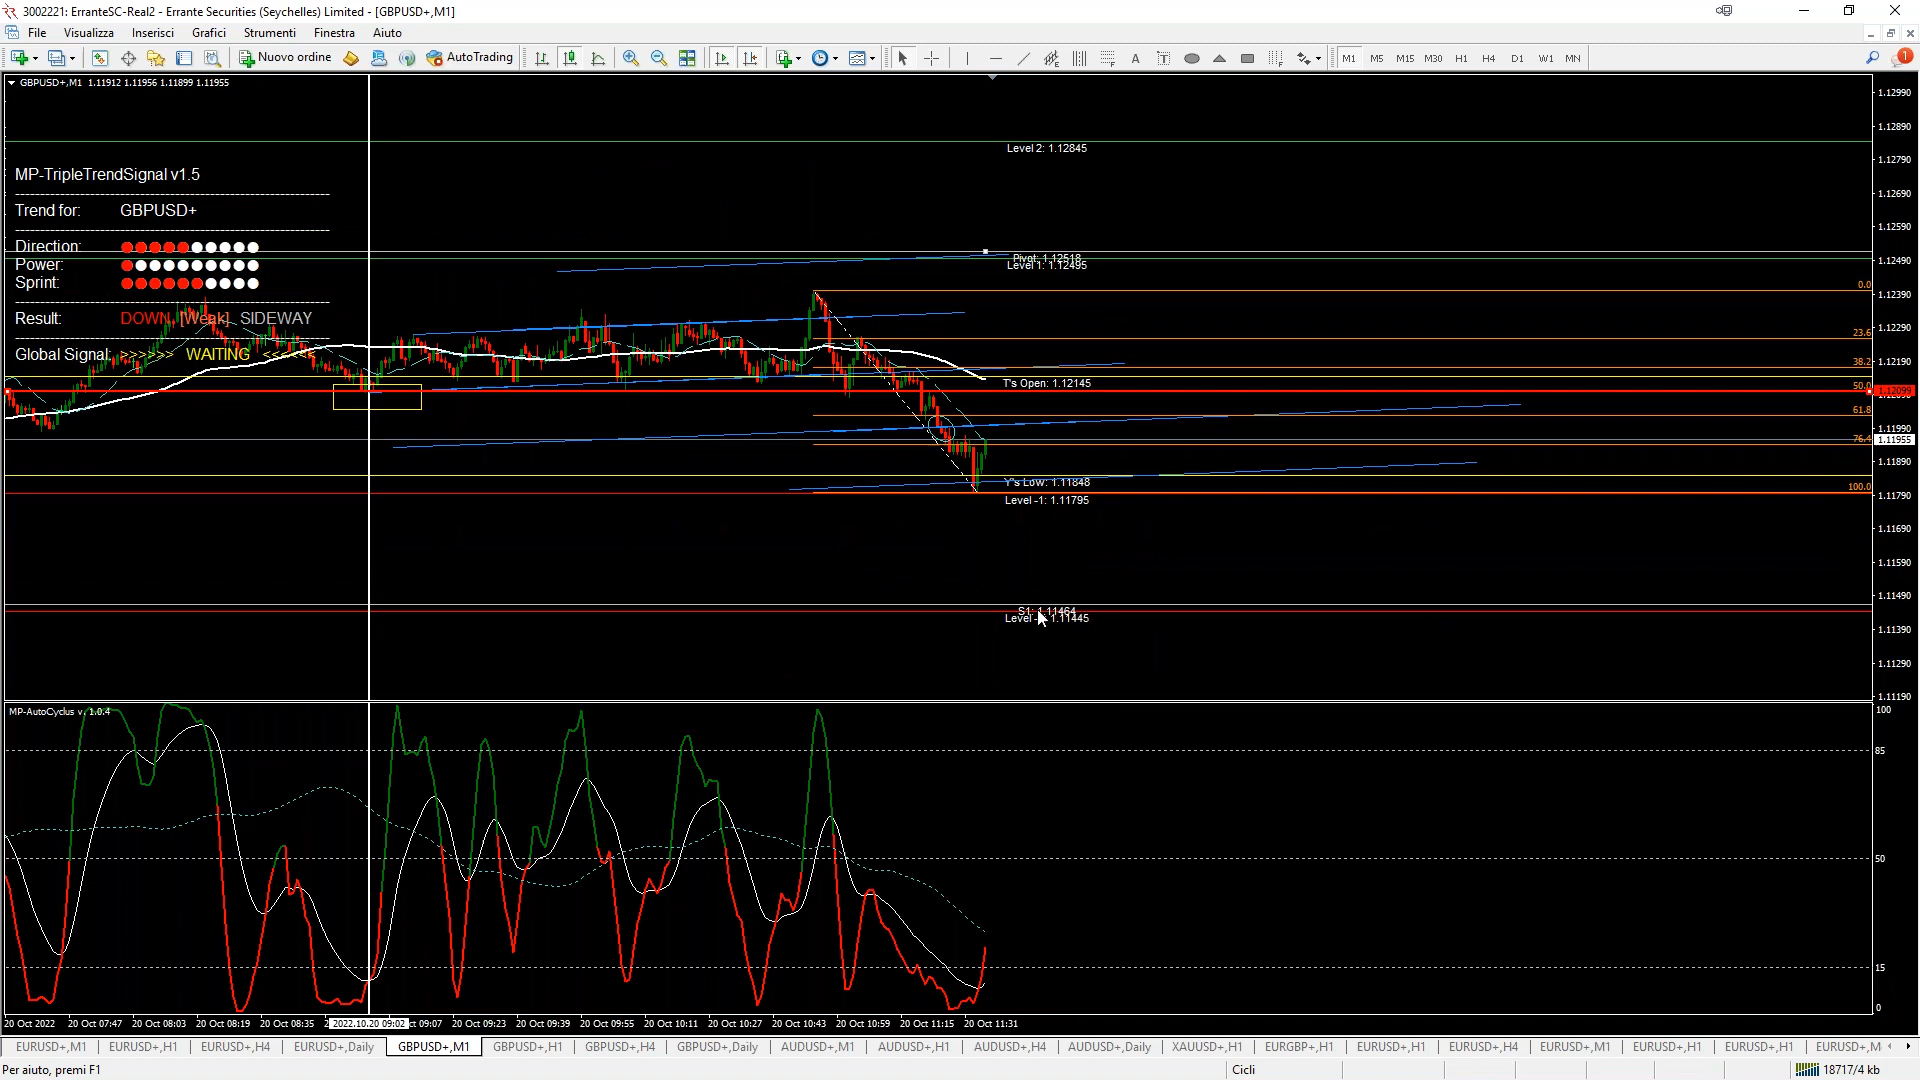 3002221: ErranteSC-Real2 - Errante Securities (Seychelles) Limited - [GBPUSD+,M1]
File Visualizza Inserisci Grafici Strumenti Finestra Aiuto
Nuovo ordine AutoTrading A T M1 M5 M15 M30 H1 H4 D1 W1 MN 1
GBPUSD+,M1 1.11912 1.11956 1.11899 1.11955
1.12990
1.12890
Level 2: 1.12845
1.12790
MP-TripleTrendSignal v1.5
1.12690
Trend for: GBPUSD+
1.12590
Direction:
Pivot: 1.12518
Level 1: 1.12495
1.12490
Power:
Sprint:
0.0
1.12390
Result: DOWN [Weak] SIDEWAY
1.12290
23.6
Global Signal: >>>>>> WAITING <<<<<<
38.2
1.12190
T's Open: 1.12145
50.0
1.12099
61.8
1.11990
76.4
1.11955
1.11890
Y's Low: 1.11848
100.0
1.11790
Level -1: 1.11795
1.11690
1.11590
1.11490
S1: 1.11464
Level 1.11445
1.11390
1.11290
1.11190
MP-AutoCyclus v. 1.0.4
100
85
50
15
0
20 Oct 2022 20 Oct 07:47 20 Oct 08:03 20 Oct 08:19 20 Oct 08:35 2022.10.20 09:02 ct 09:07 20 Oct 09:23 20 Oct 09:39 20 Oct 09:55 20 Oct 10:11 20 Oct 10:27 20 Oct 10:43 20 Oct 10:59 20 Oct 11:15 20 Oct 11:31
EURUSD+,M1 EURUSD+,H1 EURUSD+,H4 EURUSD+,Daily GBPUSD+,M1 GBPUSD+,H1 GBPUSD+,H4 GBPUSD+,Daily AUDUSD+,M1 AUDUSD+,H1 AUDUSD+,H4 AUDUSD+,Daily XAUUSD+,H1 EURGBP+,H1 EURUSD+,H1 EURUSD+,H4 EURUSD+,M1 EURUSD+,H1 EURUSD+,H1 EURUSD+,M
Per aiuto, premi F1 Cicli 18717/4 kb